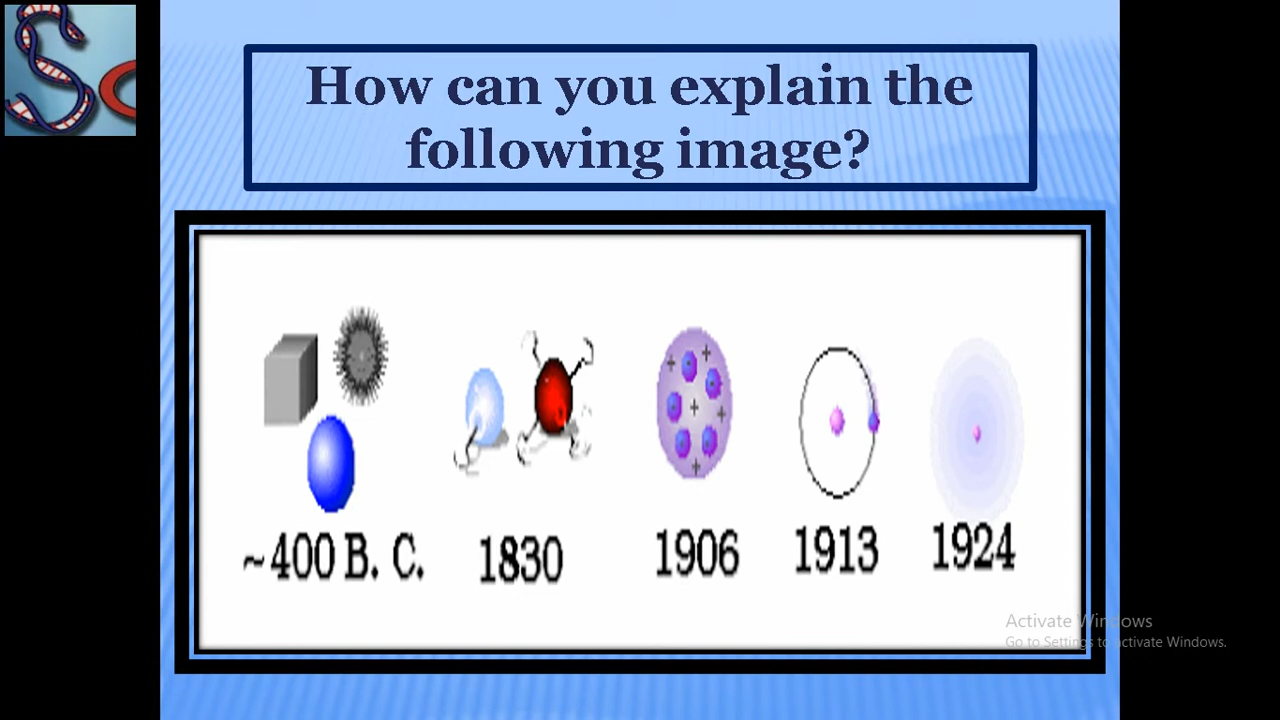 How can you explain the
following image?
~400 B. C.
1830
1906
1913
1924
Activate Windows
Go to Settings to activate Windows.